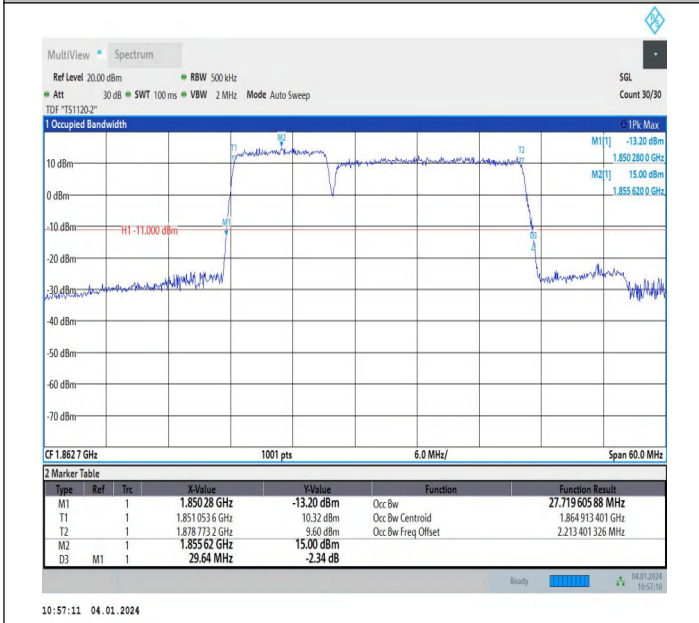 MultiView Spectrum
Ref Level 20.00 dBm RBW 500 kHz SGL
Att 30 dB SWT 100 ms VBW 2 MHz Mode Auto Sweep Count 30/30
TDF "TS1120-2"
1 Occupied Bandwidth 1Pk Max
M1[1] -13.20 dBm
1.850 280 0 GHz
M2[1] 15.00 dBm
1.855 620 0 GHz
M2
T1
T2
10 dBm
0 dBm
M1
-10 dBm
H1 -11.000 dBm
D3
-20 dBm
-30 dBm
-40 dBm
-50 dBm
-60 dBm
-70 dBm
CF 1.862 7 GHz 1001 pts 6.0 MHz/ Span 60.0 MHz
2 Marker Table
Type Ref Trc X-Value Y-Value Function Function Result
M1 1 1.850 28 GHz -13.20 dBm Occ Bw 27.719 605 88 MHz
T1 1 1.851 053 6 GHz 10.32 dBm Occ Bw Centroid 1.864 913 401 GHz
T2 1 1.878 773 2 GHz 9.60 dBm Occ Bw Freq Offset 2.213 401 326 MHz
M2 1 1.855 62 GHz 15.00 dBm
D3 M1 1 29.64 MHz -2.34 dB
Ready 04.01.2024
10:57:10
10:57:11 04.01.2024